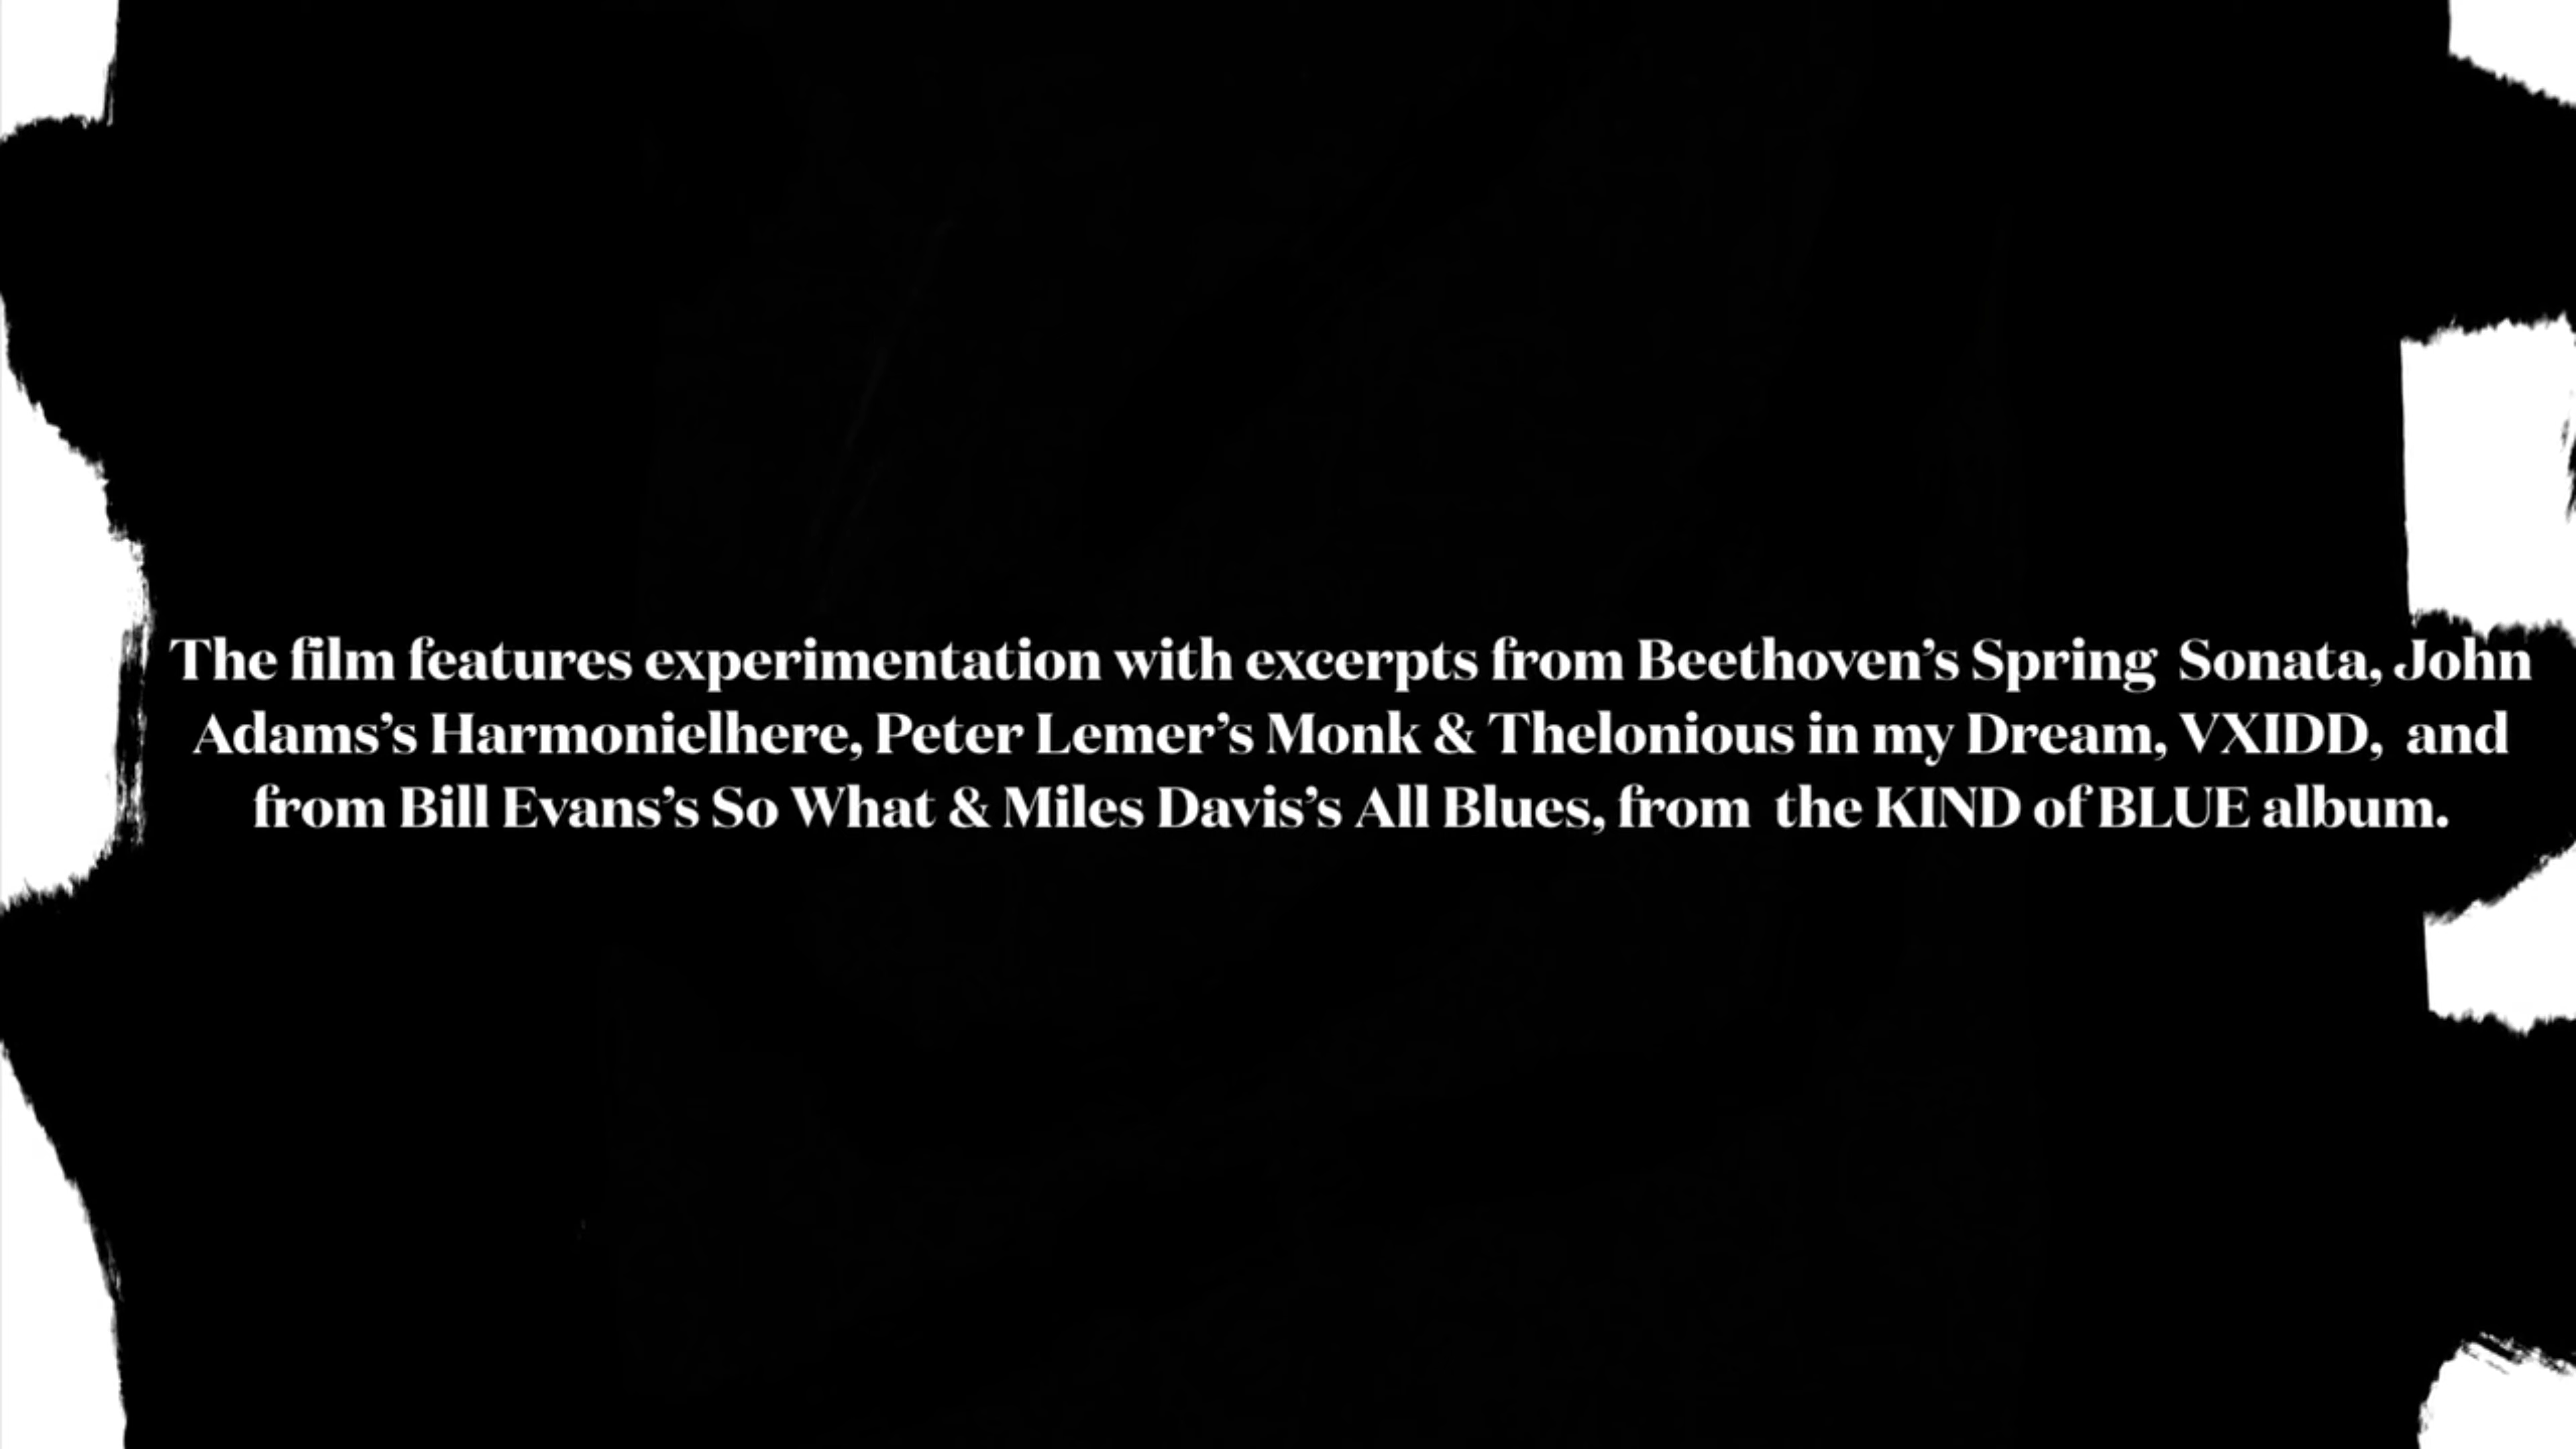 The film features experimentation with excerpts from Beethoven’s Spring Sonata, John
Adams’s Harmonielhere, Peter Lemer’s Monk & Thelonious in my Dream, VXIDD, and
from Bill Evans’s So What & Miles Davis’s All Blues, from the KIND of BLUE album.